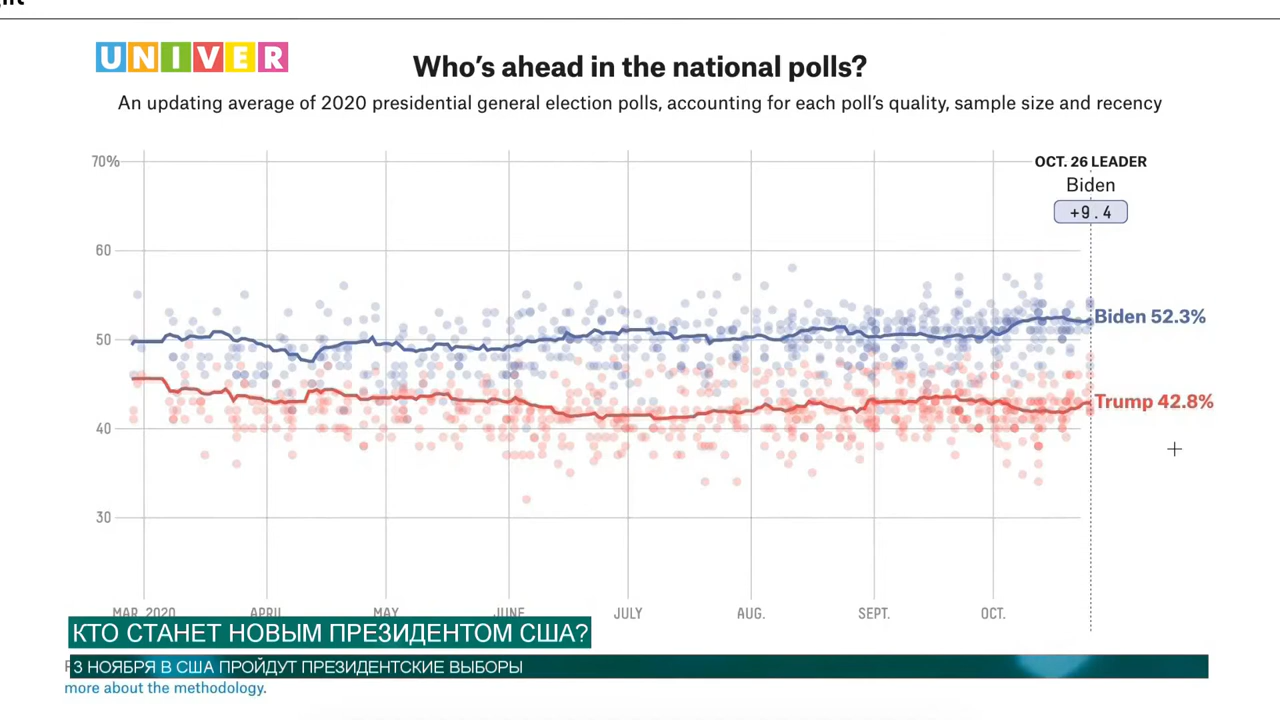 UNIVER
Who's ahead in the national polls?
An updating average of 2020 presidential general election polls, accounting for each poll's quality, sample size and recency
70%
OCT. 26 LEADER
Biden
+9.4
60
Biden 52.3%
50
Trump 42.8%
40
30
MAR. 2020 APRIL MAY JUNE JULY AUG. SEPT. OCT.
КТО СТАНЕТ НОВЫМ ПРЕЗИДЕНТОМ США?
3 НОЯБРЯ В США ПРОЙДУТ ПРЕЗИДЕНТСКИЕ ВЫБОРЫ
more about the methodology.